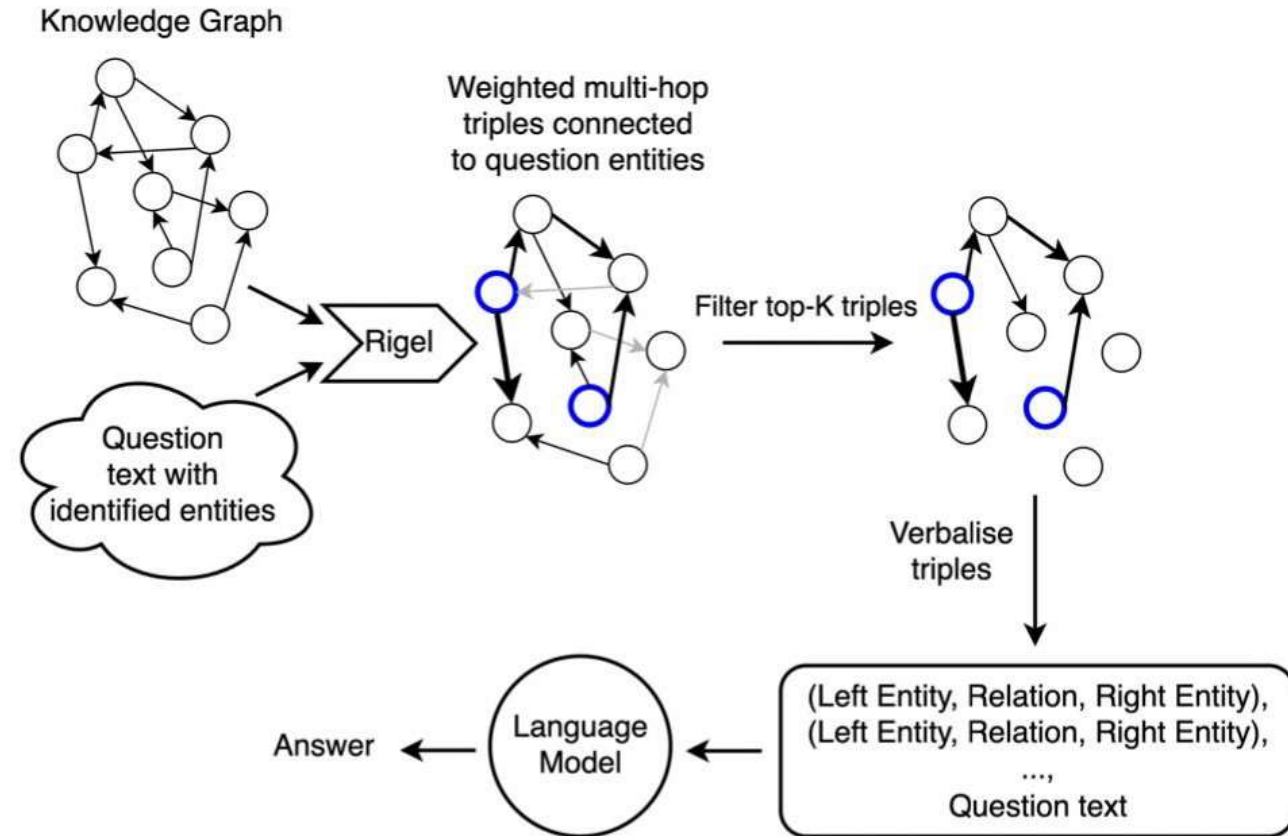 Knowledge Graph
Weighted multi-hop
triples connected
to question entities
Rigel
Filter top-K triples
Question
text with
identified entities
Verbalise
triples
(Left Entity, Relation, Right Entity),
(Left Entity, Relation, Right Entity),
...,
Question text
Language
Model
Answer